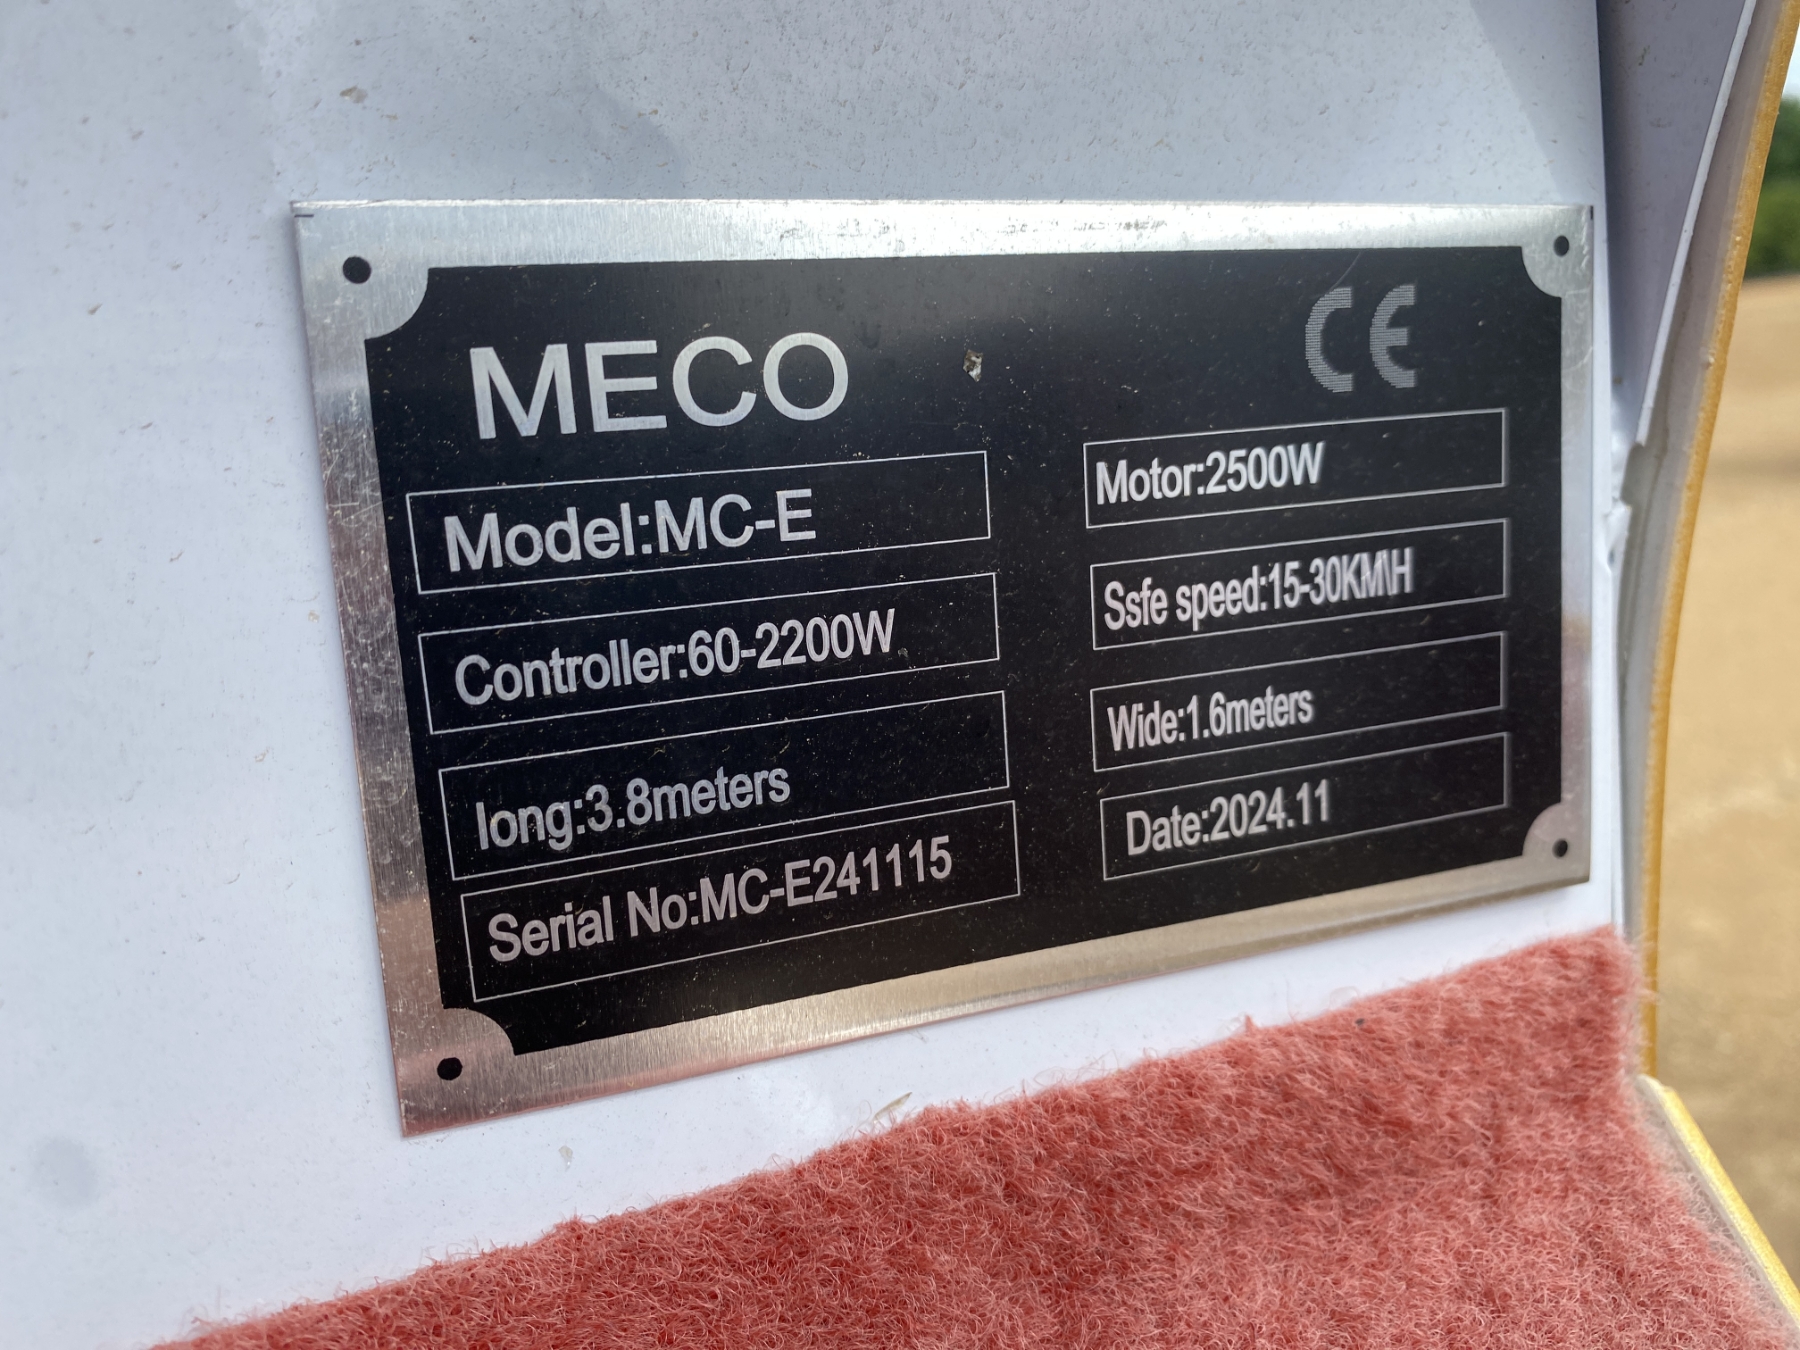 MECO
CE
Model:MC-E
Motor:2500W
Controller:60-2200W
Ssfe speed:15-30KM\H
long:3.8meters
Wide:1.6meters
Serial No:MC-E241115
Date:2024.11